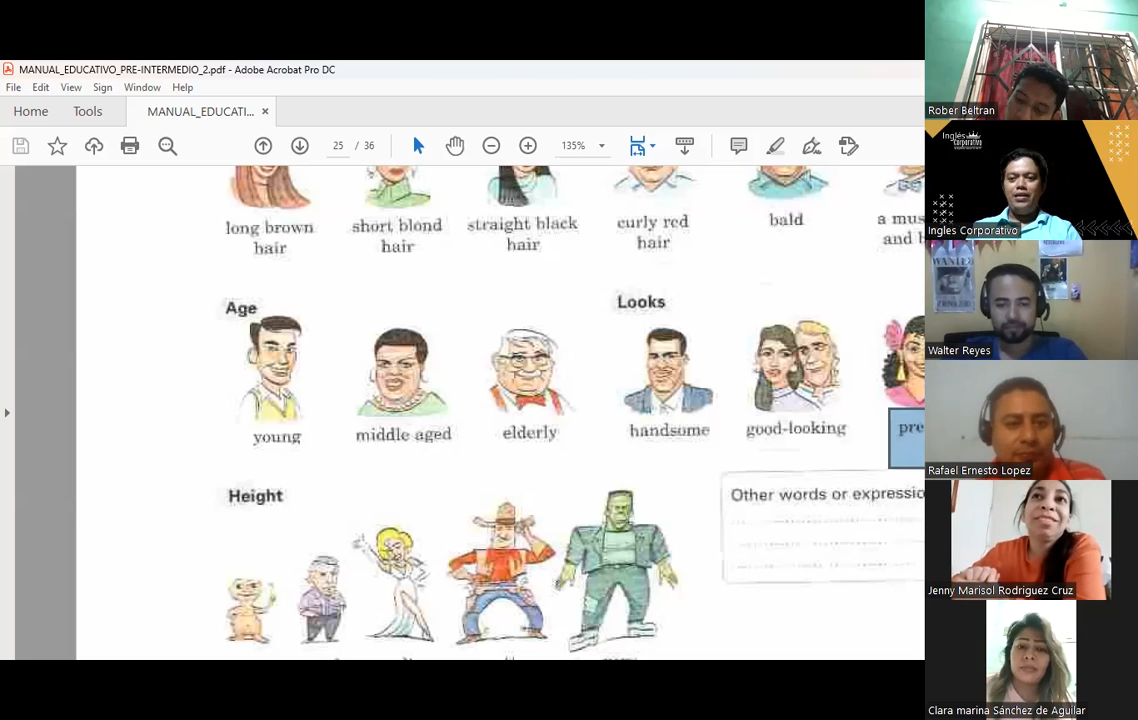 MANUAL_EDUCATIVO_PRE-INTERMEDIO_2.pdf - Adobe Acrobat Pro DC
File Edit View Sign Window Help
Home Tools MANUAL_EDUCATI... ×
25 / 36 135%
long brown
hair
short blond
hair
straight black
hair
curly red
hair
bald
a mus
and b
Age
Looks
young
middle aged
elderly
handsome
good-looking
pre
Height
Other words or expressio
Rober Beltran
Inglés
Corporativo
Ingles Corporativo
WANTED
Walter Reyes
Rafael Ernesto Lopez
Jenny Marisol Rodriguez Cruz
Clara marina Sánchez de Aguilar